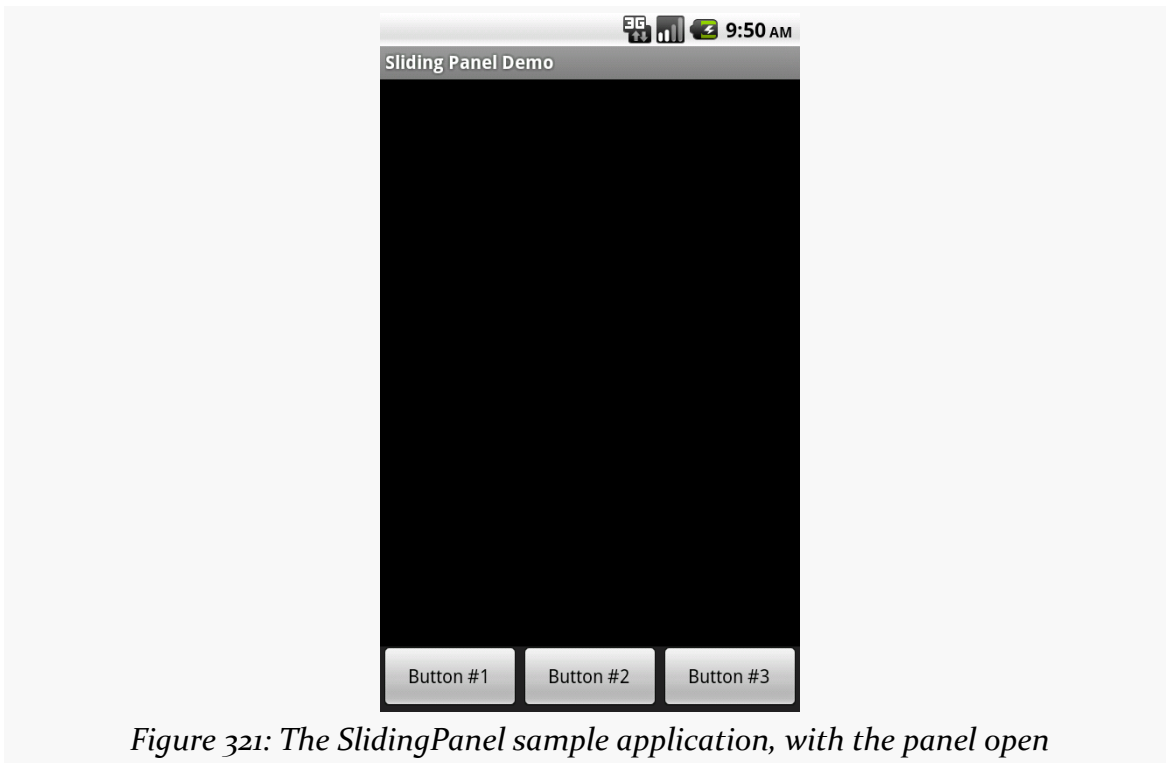 3G 9:50 AM
Sliding Panel Demo
Button #1 Button #2 Button #3
Figure 321: The SlidingPanel sample application, with the panel open